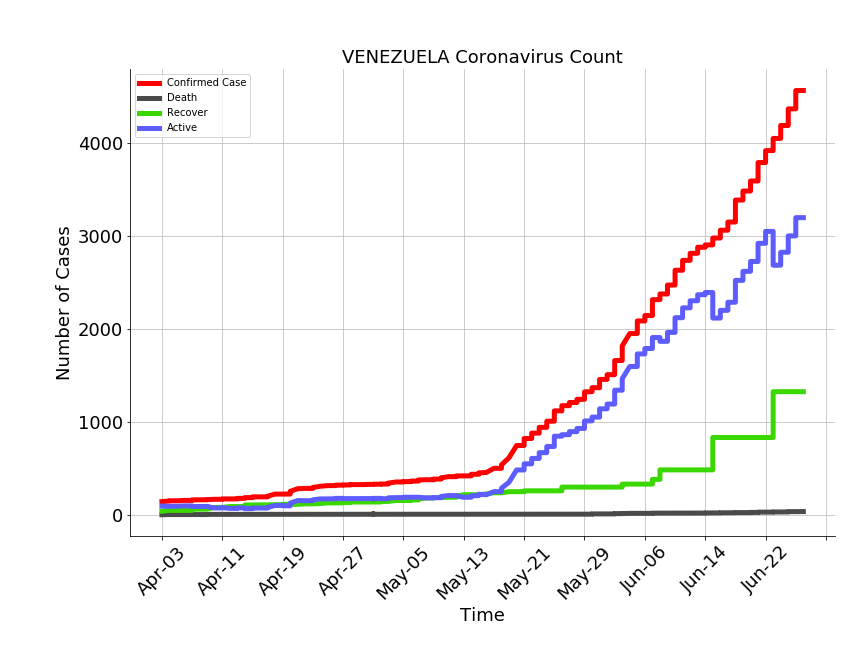 VENEZUELA Coronavirus Count
Confirmed Case
Death
Recover
Active
Number of Cases
4000
3000
2000
1000
0
Apr-03
Apr-11
Apr-19
Apr-27
May-05
May-13
May-21
May-29
Jun-06
Jun-14
Jun-22
Time